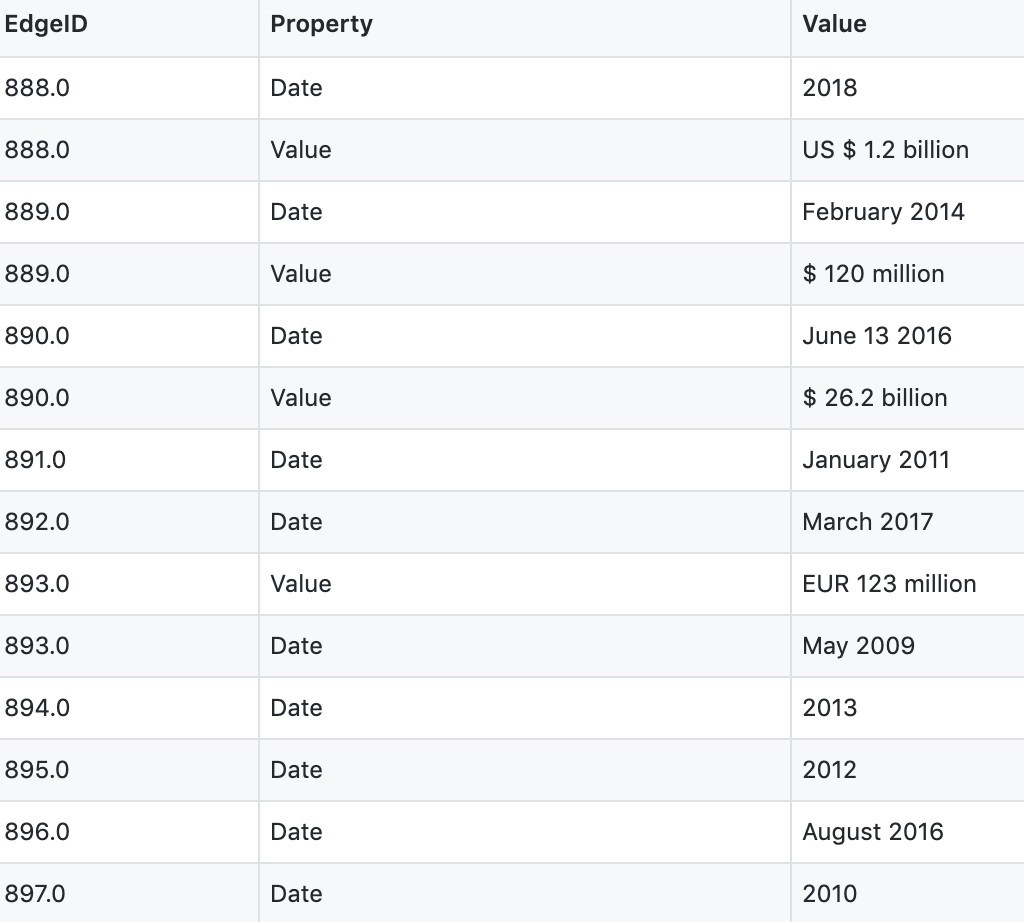 EdgeID Property Value
888.0 Date 2018
888.0 Value US $ 1.2 billion
889.0 Date February 2014
889.0 Value $ 120 million
890.0 Date June 13 2016
890.0 Value $ 26.2 billion
891.0 Date January 2011
892.0 Date March 2017
893.0 Value EUR 123 million
893.0 Date May 2009
894.0 Date 2013
895.0 Date 2012
896.0 Date August 2016
897.0 Date 2010